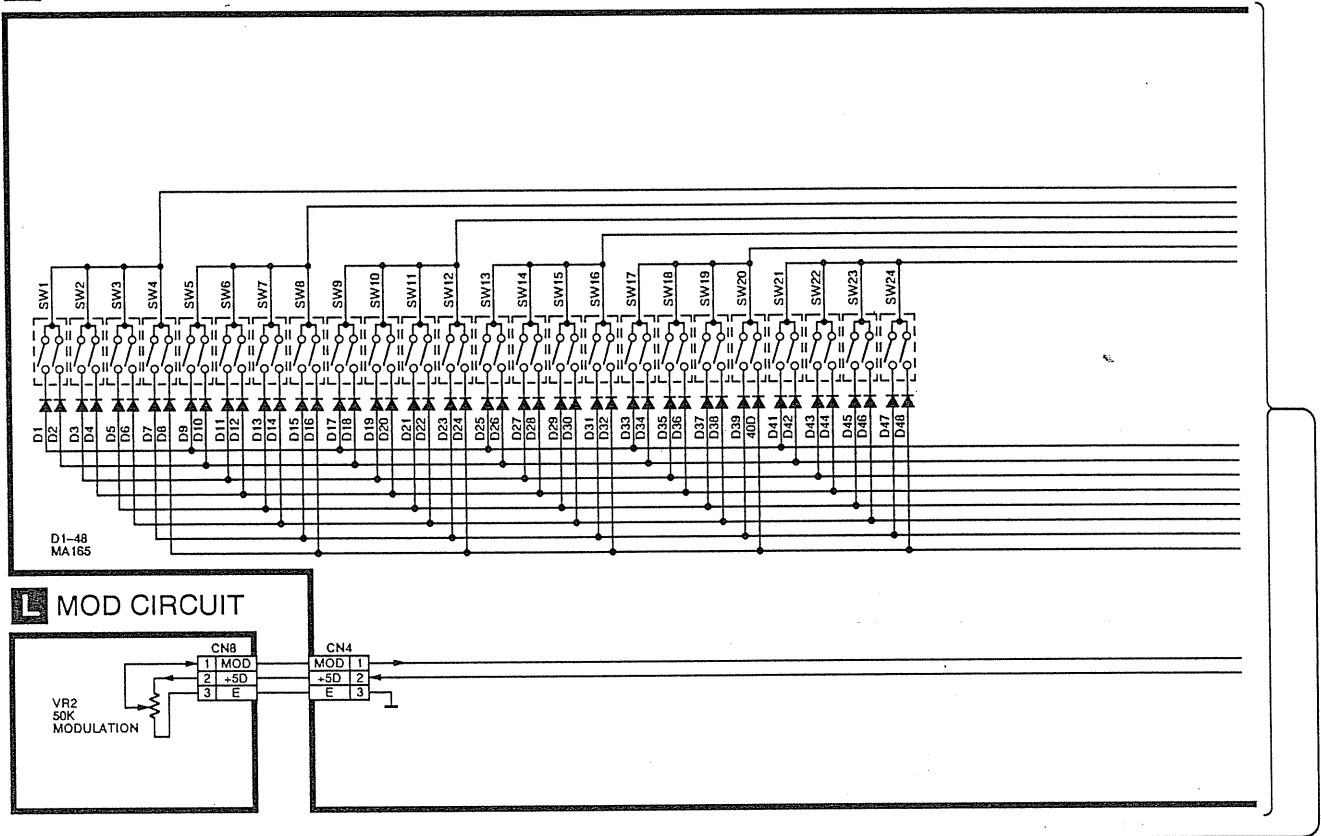 SW1 SW2 SW3 SW4 SW5 SW6 SW7 SW8 SW9 SW10 SW11 SW12 SW13 SW14 SW15 SW16 SW17 SW18 SW19 SW20 SW21 SW22 SW23 SW24
D1 D2 D3 D4 D5 D6 D7 D8 D9 D10 D11 D12 D13 D14 D15 D16 D17 D18 D19 D20 D21 D22 D23 D24 D25 D26 D27 D28 D29 D30 D31 D32 D33 D34 D35 D36 D37 D38 D39 40D D41 D42 D43 D44 D45 D46 D47 D48
D1-48
MA165
L MOD CIRCUIT
CN8 CN4
1 MOD MOD 1
2 +5D +5D 2
3 E E 3
VR2
50K
MODULATION